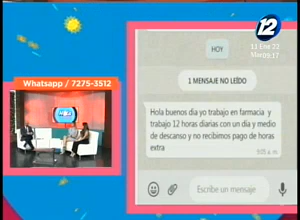 12
11 Ene 22
HOY
1 MENSAJE NO LEÍDO
Whatsapp / 7275-3512
Hola buenos dia yo trabajo en farmacia y
trabajo 12 horas diarias con un dia y medio
de descanso y no recibimos pago de horas
extra
Escribe un mensaje